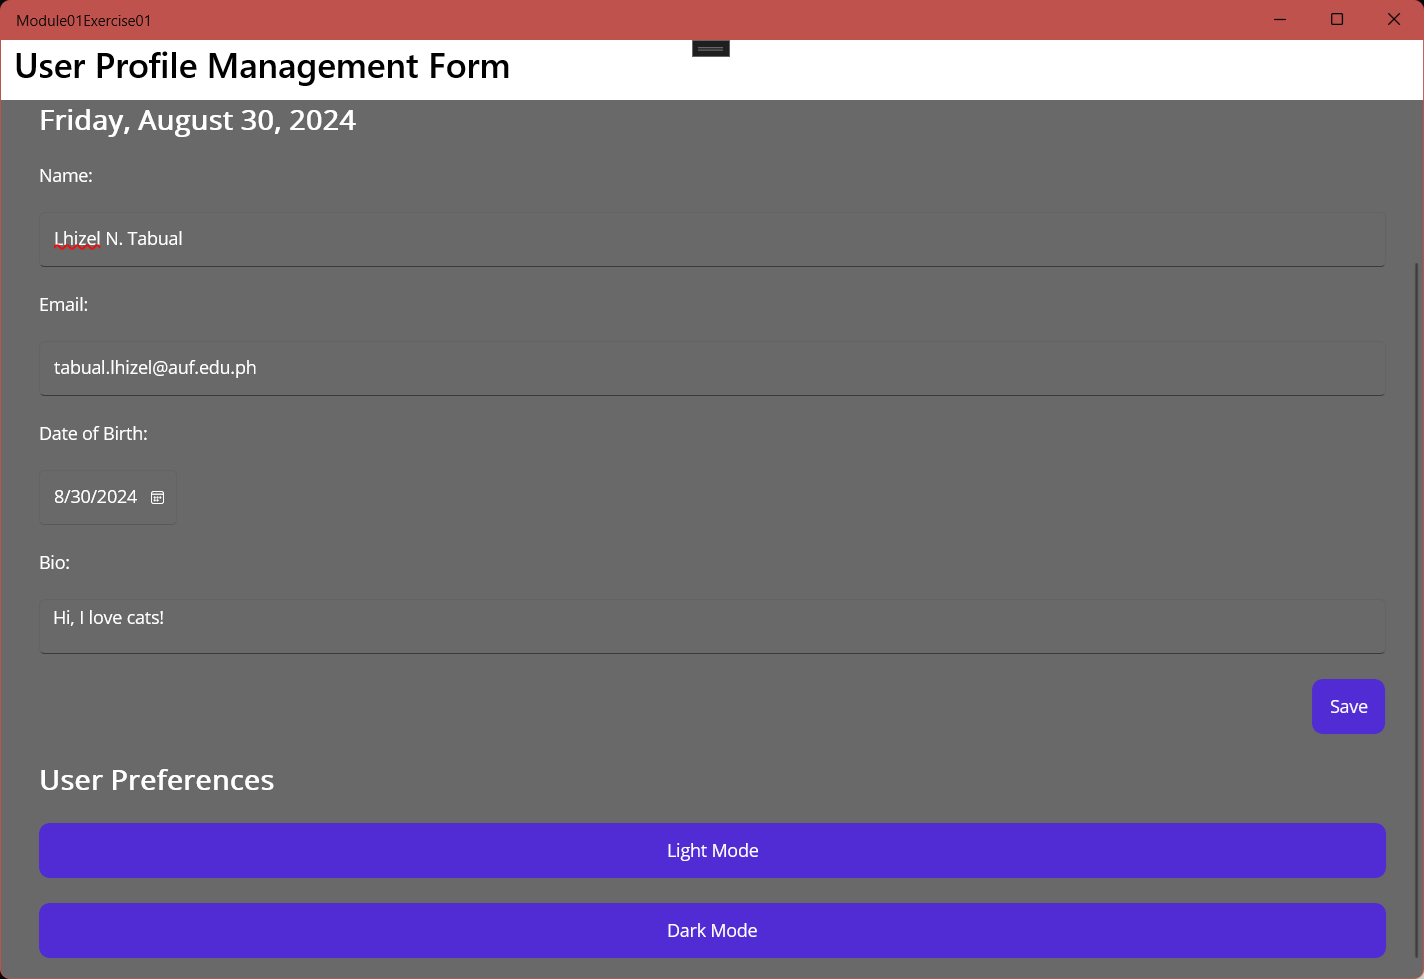 Module01Exercise01
User Profile Management Form
Friday, August 30, 2024
Name:
Lhizel N. Tabual
Email:
tabual.lhizel@auf.edu.ph
Date of Birth:
8/30/2024
Bio:
Hi, I love cats!
Save
User Preferences
Light Mode
Dark Mode